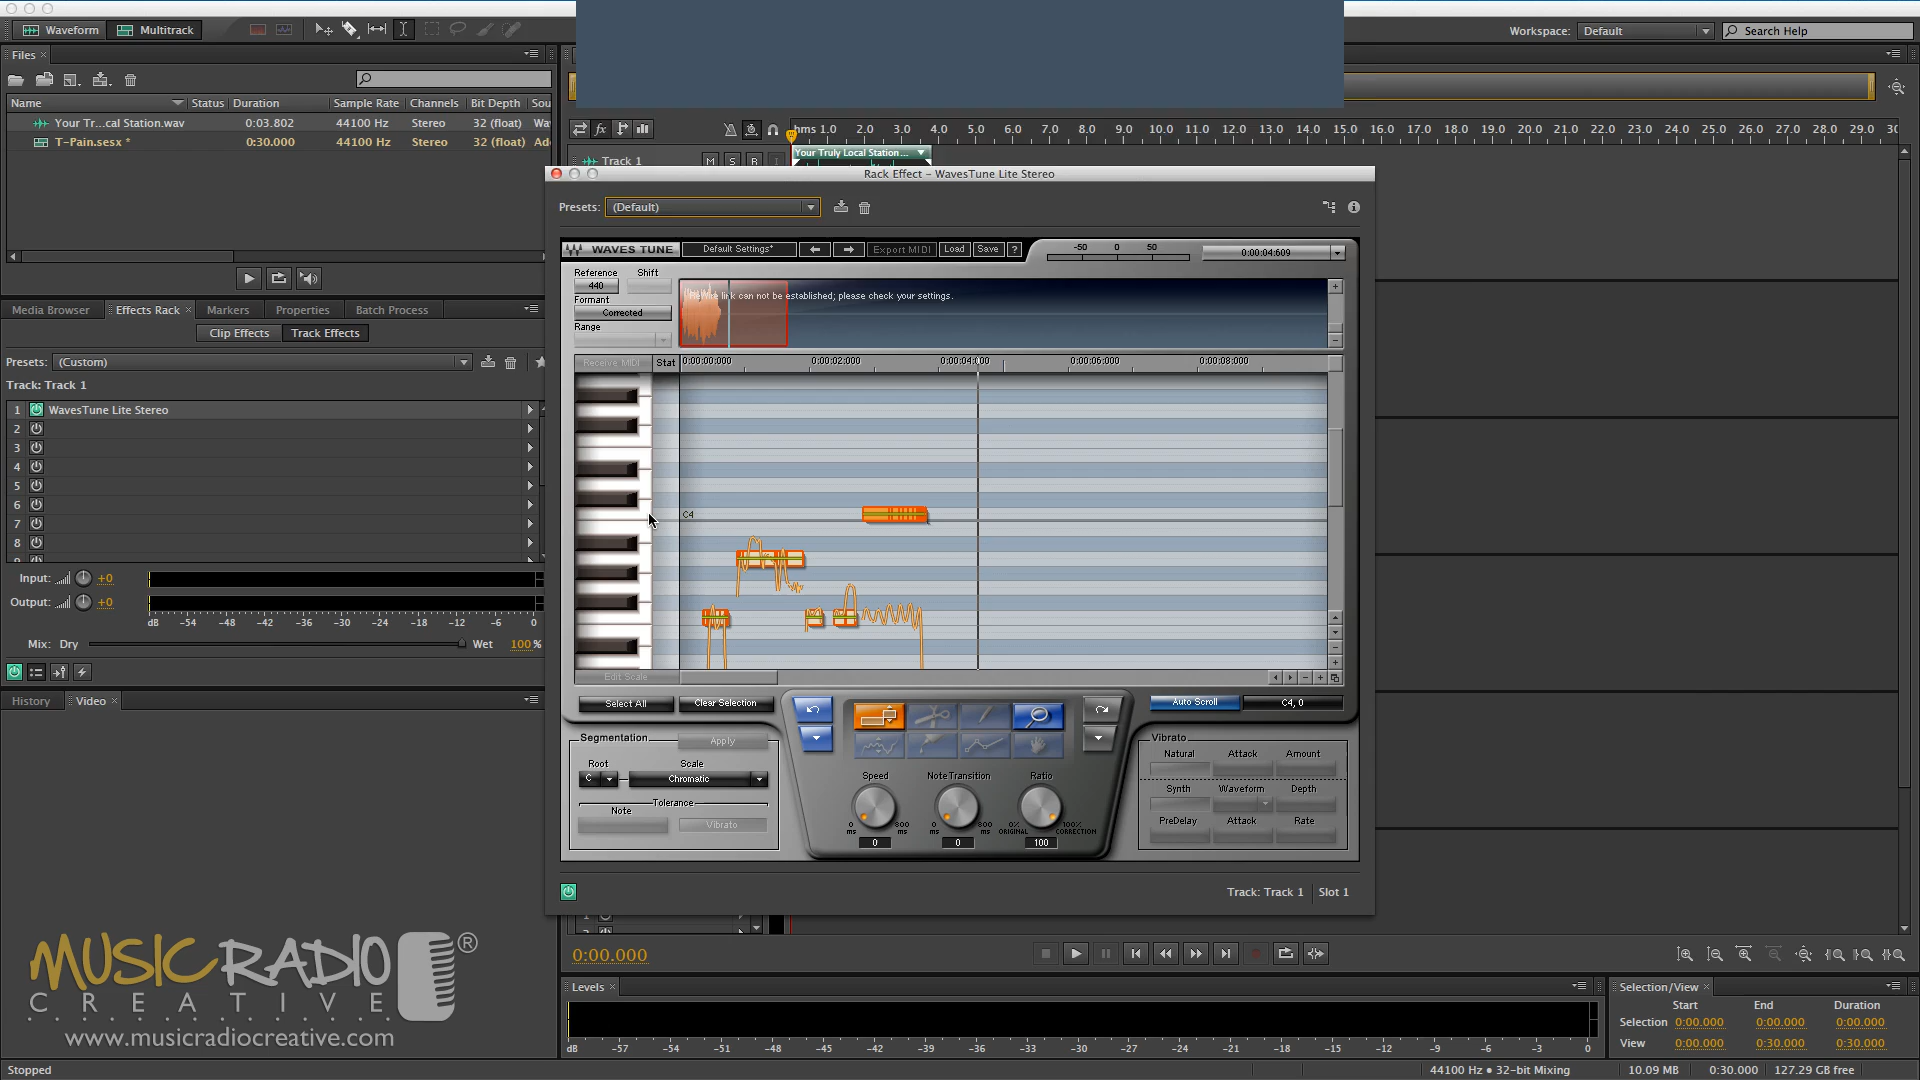 Waveform Multitrack Workspace: Default Search Help
Files
Name Status Duration Sample Rate Channels Bit Depth Sou
Your Tr...cal Station.wav 0:03.802 44100 Hz Stereo 32 (float) Wa
T-Pain.sesx * 0:30.000 44100 Hz Stereo 32 (float) Ad
hms 1.0 2.0 3.0 4.0 5.0 6.0 7.0 8.0 9.0 10.0 11.0 12.0 13.0 14.0 15.0 16.0 17.0 18.0 19.0 20.0 21.0 22.0 23.0 24.0 25.0 26.0 27.0 28.0 29.0 30
Your Truly Local Station...
Track 1 M S R I
Rack Effect – WavesTune Lite Stereo
Presets: (Default)
WAVES TUNE Default Settings* Export MIDI Load Save ? -50 0 50 0:00:04:609
Reference Shift
440
Formant
Corrected
Range
link can not be established; please check your settings.
Receive MIDI Stat 0:00:00:000 0:00:02:000 0:00:04:000 0:00:06:000 0:00:08:000
C4
Edit Scale
Select All Clear Selection Auto Scroll C4, 0
Segmentation Apply
Root Scale
C Chromatic
Tolerance
Note
Vibrato
Speed Note Transition Ratio
0 ms 800 ms 0 ms 800 ms 0% ORIGINAL 100% CORRECTION
0 0 100
Vibrato
Natural Attack Amount
Synth Waveform Depth
PreDelay Attack Rate
Track: Track 1 Slot 1
Media Browser Effects Rack Markers Properties Batch Process
Clip Effects Track Effects
Presets: (Custom)
Track: Track 1
1 WavesTune Lite Stereo
2
3
4
5
6
7
8
9
Input: +0
Output: +0
dB -54 -48 -42 -36 -30 -24 -18 -12 -6 0
Mix: Dry Wet 100 %
History Video
MUSIC RADIO ®
CREATIVE
www.musicradiocreative.com
0:00.000
Levels
dB -57 -54 -51 -48 -45 -42 -39 -36 -33 -30 -27 -24 -21 -18 -15 -12 -9 -6 -3 0
Selection/View
Start End Duration
Selection 0:00.000 0:00.000 0:00.000
View 0:00.000 0:30.000 0:30.000
Stopped 44100 Hz ● 32-bit Mixing 10.09 MB 0:30.000 127.29 GB free